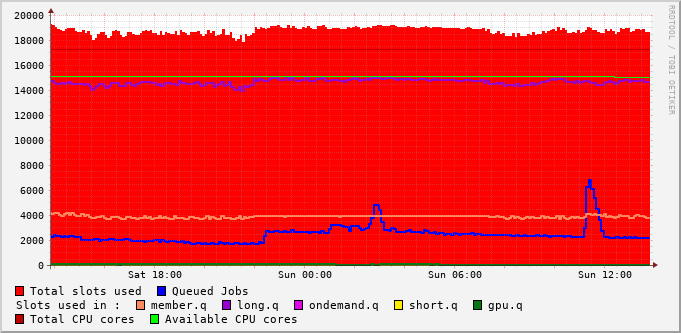 20000
18000
16000
14000
12000
10000
8000
6000
4000
2000
0
Sat 18:00 Sun 00:00 Sun 06:00 Sun 12:00
Total slots used Queued Jobs
Slots used in : member.q long.q ondemand.q short.q gpu.q
Total CPU cores Available CPU cores
RRDTOOL / TOBI OETIKER